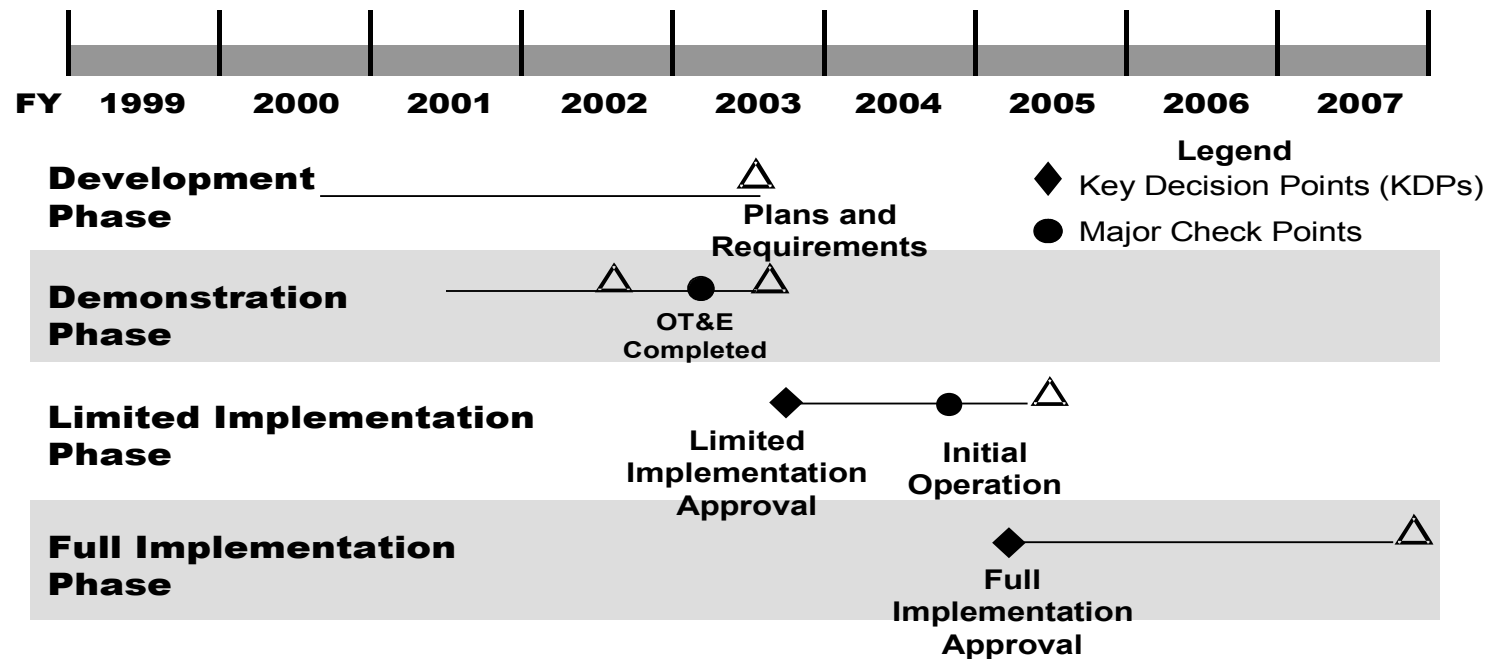 FY 1999 2000 2001 2002 2003 2004 2005 2006 2007
Legend
Key Decision Points (KDPs)
Major Check Points
Development
Phase
Plans and
Requirements
Demonstration
Phase
OT&E
Completed
Limited Implementation
Phase
Limited
Implementation
Approval
Initial
Operation
Full Implementation
Phase
Full
Implementation
Approval